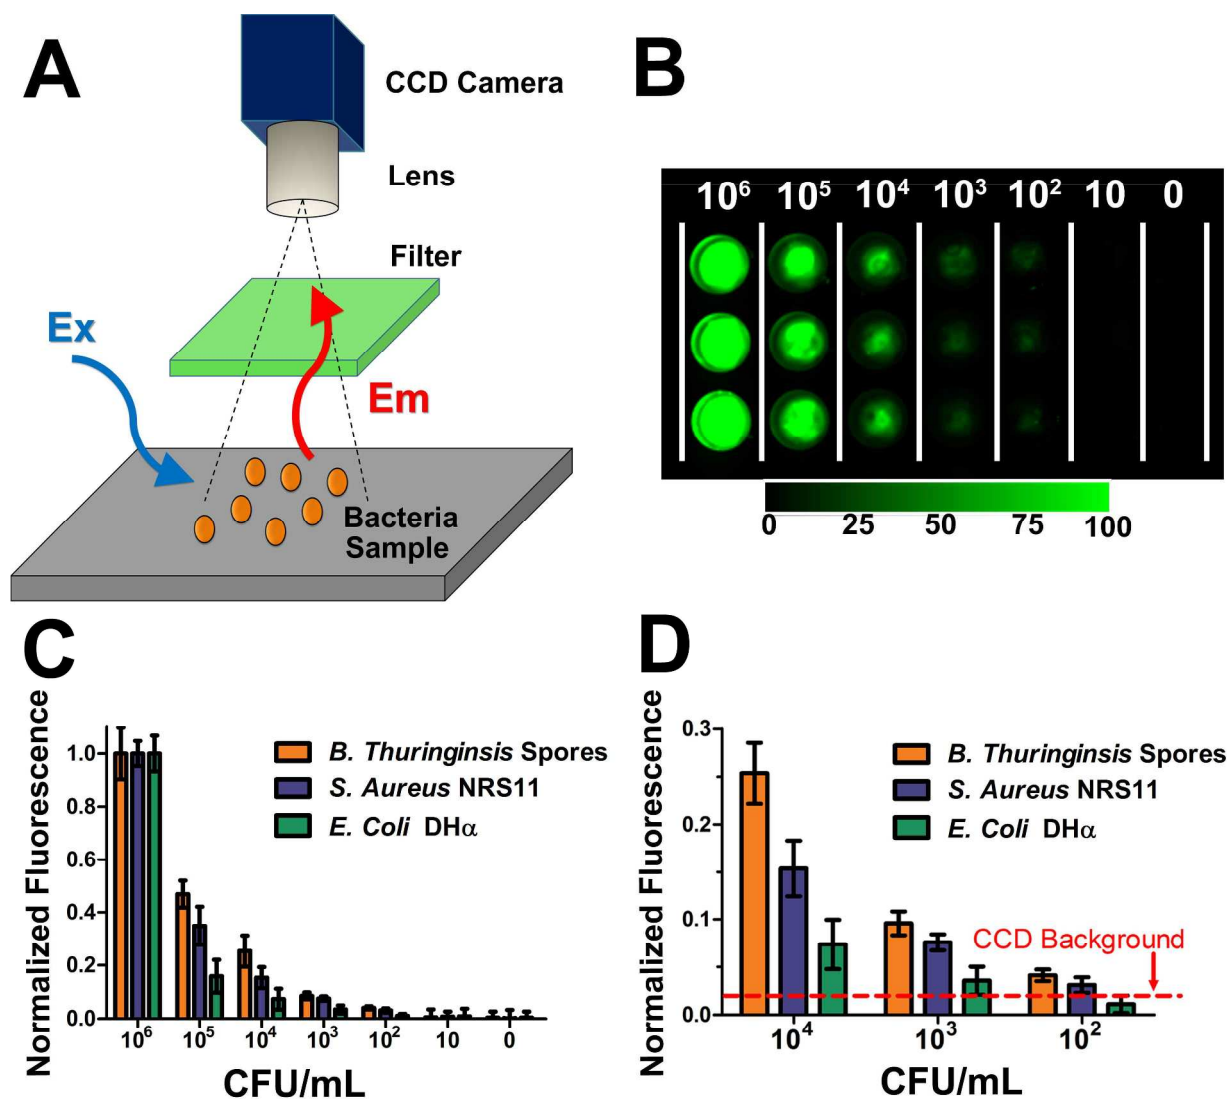 A
CCD Camera
Lens
Filter
Ex
Em
Bacteria
Sample
B
10⁶ 10⁵ 10⁴ 10³ 10² 10 0
0 25 50 75 100
C
Normalized Fluorescence
1.0
0.8
0.6
0.4
0.2
0.0
B. Thuringinsis Spores
S. Aureus NRS11
E. Coli DHα
10⁶ 10⁵ 10⁴ 10³ 10² 10 0
CFU/mL
D
Normalized Fluorescence
0.3
0.2
0.1
0.0
B. Thuringinsis Spores
S. Aureus NRS11
E. Coli DHα
CCD Background
10⁴ 10³ 10²
CFU/mL